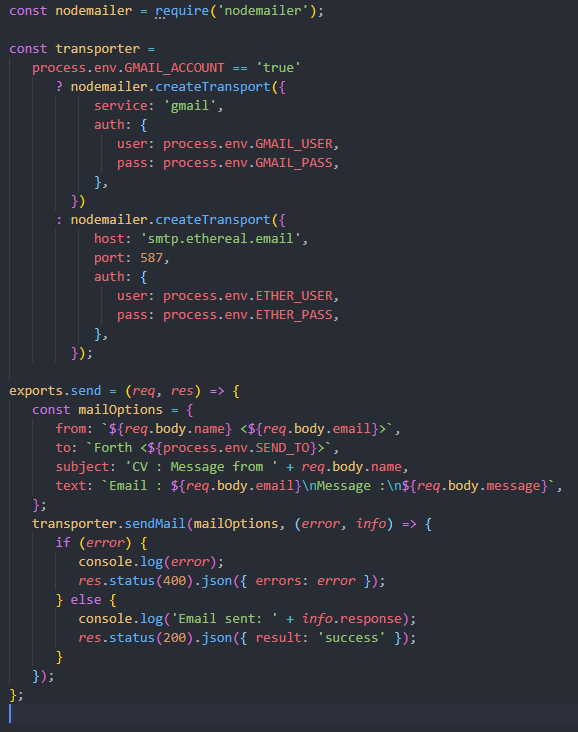 const nodemailer = require('nodemailer');

const transporter =
   process.env.GMAIL_ACCOUNT == 'true'
      ? nodemailer.createTransport({
           service: 'gmail',
           auth: {
              user: process.env.GMAIL_USER,
              pass: process.env.GMAIL_PASS,
           },
        })
      : nodemailer.createTransport({
           host: 'smtp.ethereal.email',
           port: 587,
           auth: {
              user: process.env.ETHER_USER,
              pass: process.env.ETHER_PASS,
           },
        });

exports.send = (req, res) => {
   const mailOptions = {
      from: `${req.body.name} <${req.body.email}>`,
      to: `Forth <${process.env.SEND_TO}>`,
      subject: 'CV : Message from ' + req.body.name,
      text: `Email : ${req.body.email}\nMessage :\n${req.body.message}`,
   };
   transporter.sendMail(mailOptions, (error, info) => {
      if (error) {
         console.log(error);
         res.status(400).json({ errors: error });
      } else {
         console.log('Email sent: ' + info.response);
         res.status(200).json({ result: 'success' });
      }
   });
};